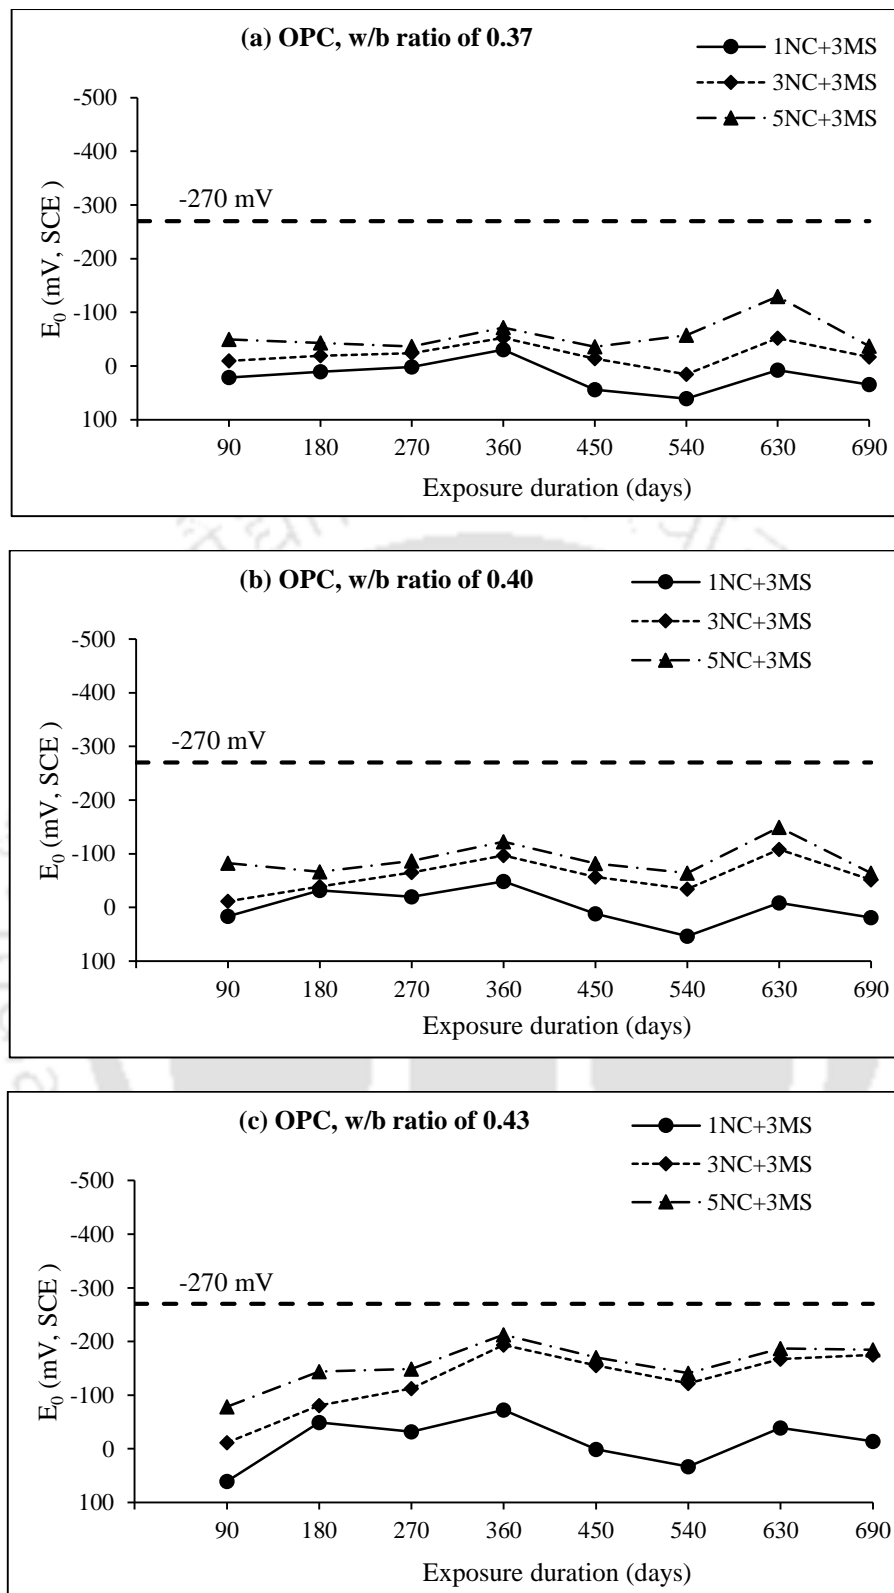 (a) OPC, w/b ratio of 0.37
1NC+3MS
3NC+3MS
5NC+3MS
-500
-400
-300
-200
-100
0
100
-270 mV
E0 (mV, SCE )
90 180 270 360 450 540 630 690
Exposure duration (days)
(b) OPC, w/b ratio of 0.40
1NC+3MS
3NC+3MS
5NC+3MS
-500
-400
-300
-200
-100
0
100
-270 mV
E0 (mV, SCE )
90 180 270 360 450 540 630 690
Exposure duration (days)
(c) OPC, w/b ratio of 0.43
1NC+3MS
3NC+3MS
5NC+3MS
-500
-400
-300
-200
-100
0
100
-270 mV
E0 (mV, SCE )
90 180 270 360 450 540 630 690
Exposure duration (days)